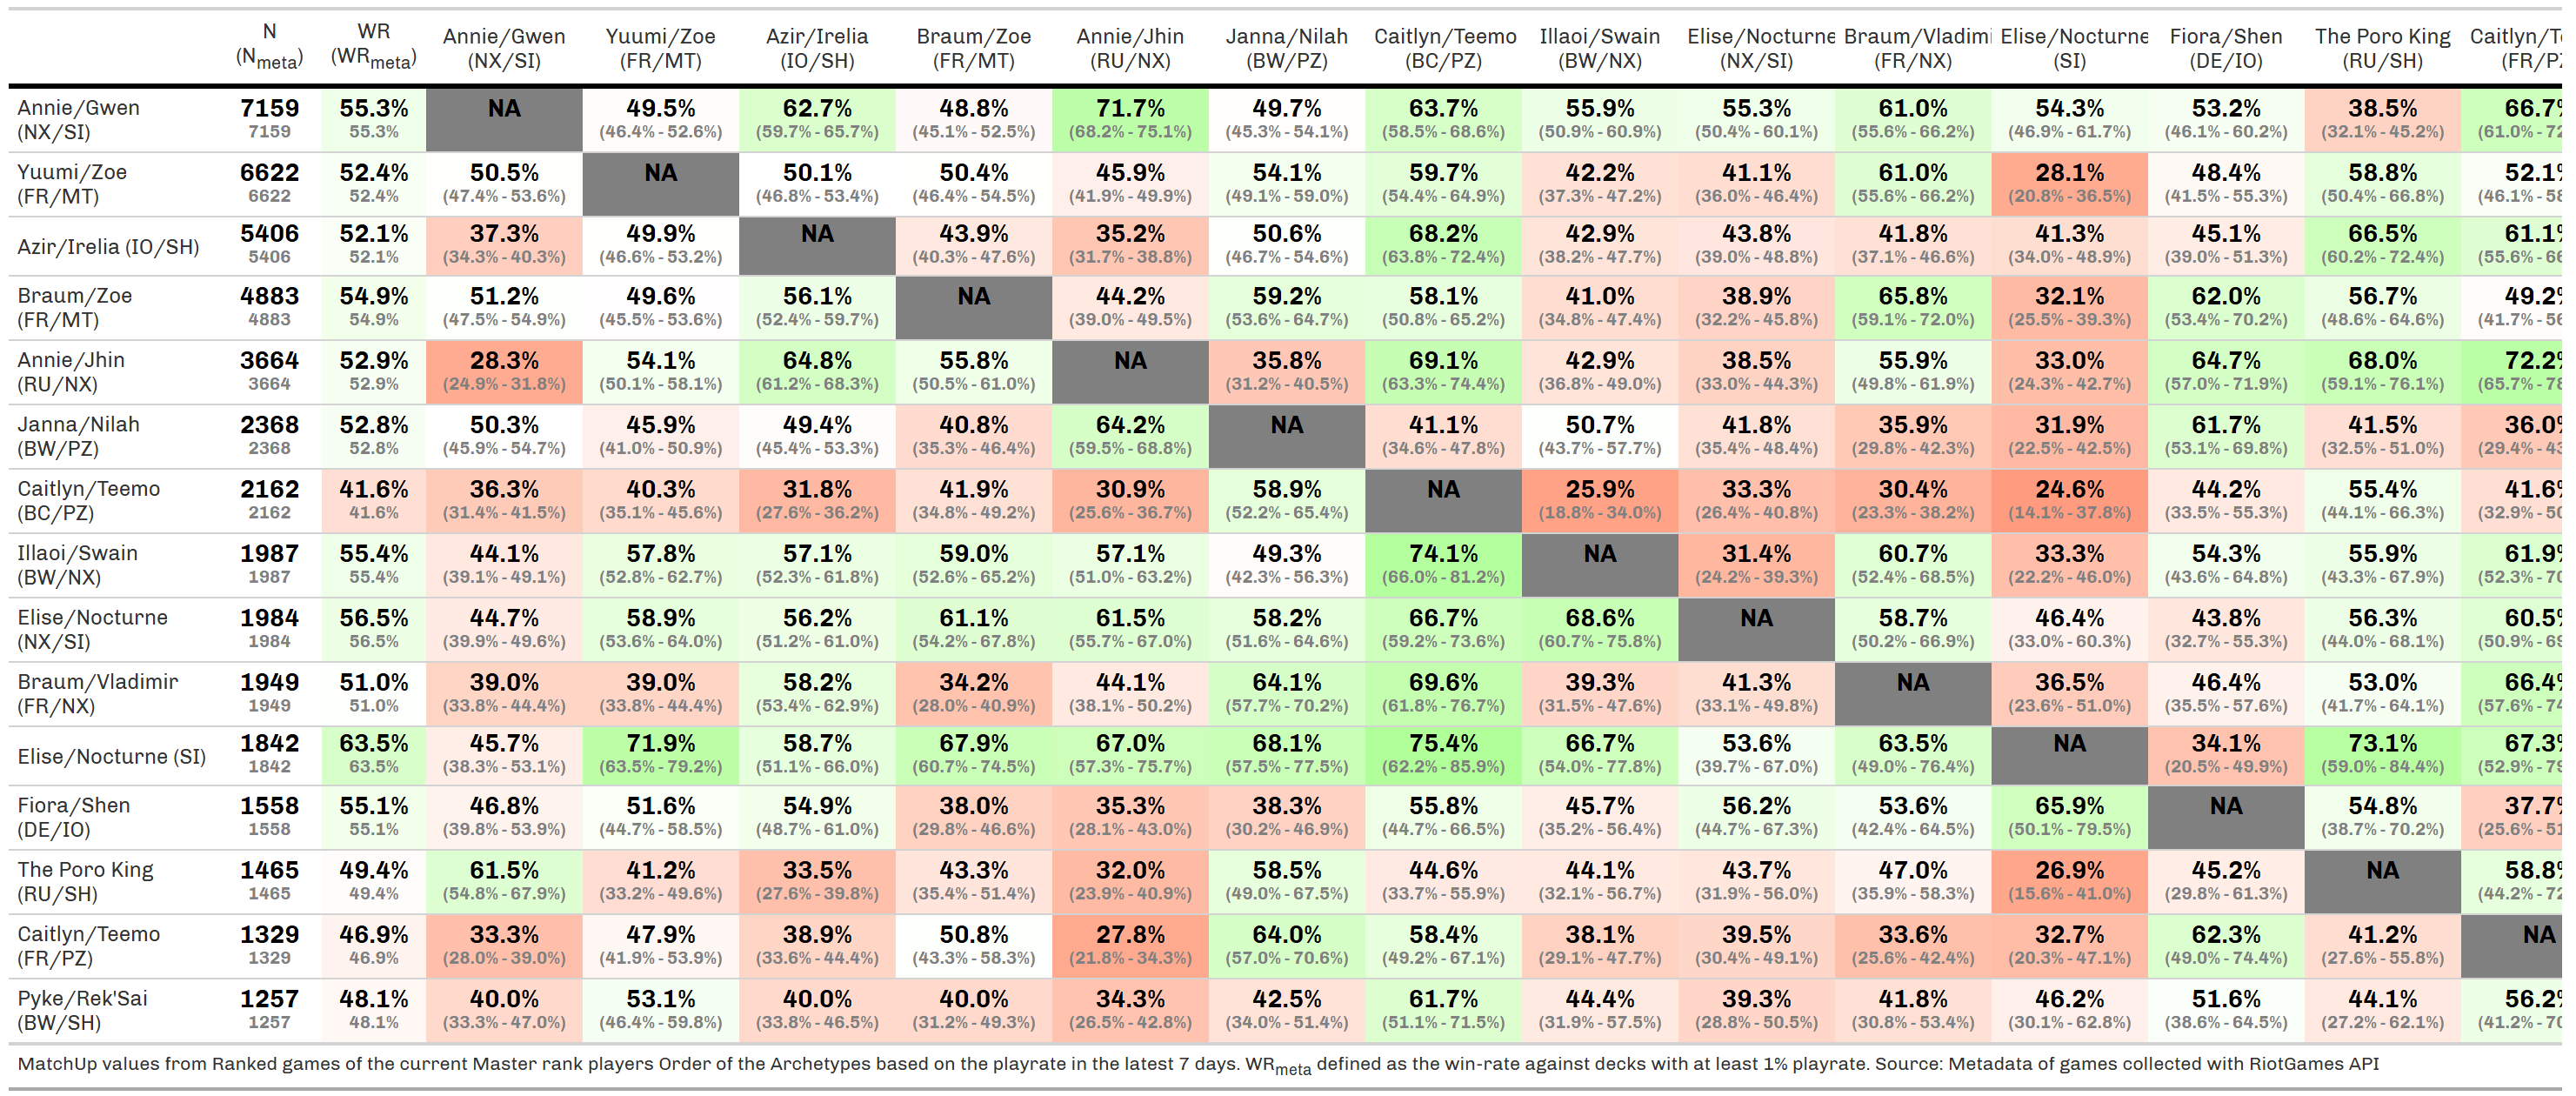 N WR Annie/Gwen Yuumi/Zoe Azir/Irelia Braum/Zoe Annie/Jhin Janna/Nilah Caitlyn/Teemo Illaoi/Swain Elise/Nocturne Braum/Vladimi Elise/Nocturne Fiora/Shen The Poro King Caitlyn/T
(Nmeta) (WRmeta) (NX/SI) (FR/MT) (IO/SH) (FR/MT) (RU/NX) (BW/PZ) (BC/PZ) (BW/NX) (NX/SI) (FR/NX) (SI) (DE/IO) (RU/SH) (FR/P
Annie/Gwen 7159 55.3% NA 49.5% 62.7% 48.8% 71.7% 49.7% 63.7% 55.9% 55.3% 61.0% 54.3% 53.2% 38.5% 66.7
(NX/SI) 7159 55.3% (46.4% - 52.6%) (59.7% - 65.7%) (45.1% - 52.5%) (68.2% - 75.1%) (45.3% - 54.1%) (58.5% - 68.6%) (50.9% - 60.9%) (50.4% - 60.1%) (55.6% - 66.2%) (46.9% - 61.7%) (46.1% - 60.2%) (32.1% - 45.2%) (61.0% - 72
Yuumi/Zoe 6622 52.4% 50.5% NA 50.1% 50.4% 45.9% 54.1% 59.7% 42.2% 41.1% 61.0% 28.1% 48.4% 58.8% 52.1
(FR/MT) 6622 52.4% (47.4% - 53.6%) (46.8% - 53.4%) (46.4% - 54.5%) (41.9% - 49.9%) (49.1% - 59.0%) (54.4% - 64.9%) (37.3% - 47.2%) (36.0% - 46.4%) (55.6% - 66.2%) (20.8% - 36.5%) (41.5% - 55.3%) (50.4% - 66.8%) (46.1% - 58
Azir/Irelia (IO/SH) 5406 52.1% 37.3% 49.9% NA 43.9% 35.2% 50.6% 68.2% 42.9% 43.8% 41.8% 41.3% 45.1% 66.5% 61.1
5406 52.1% (34.3% - 40.3%) (46.6% - 53.2%) (40.3% - 47.6%) (31.7% - 38.8%) (46.7% - 54.6%) (63.8% - 72.4%) (38.2% - 47.7%) (39.0% - 48.8%) (37.1% - 46.6%) (34.0% - 48.9%) (39.0% - 51.3%) (60.2% - 72.4%) (55.6% - 66
Braum/Zoe 4883 54.9% 51.2% 49.6% 56.1% NA 44.2% 59.2% 58.1% 41.0% 38.9% 65.8% 32.1% 62.0% 56.7% 49.2
(FR/MT) 4883 54.9% (47.5% - 54.9%) (45.5% - 53.6%) (52.4% - 59.7%) (39.0% - 49.5%) (53.6% - 64.7%) (50.8% - 65.2%) (34.8% - 47.4%) (32.2% - 45.8%) (59.1% - 72.0%) (25.5% - 39.3%) (53.4% - 70.2%) (48.6% - 64.6%) (41.7% - 56
Annie/Jhin 3664 52.9% 28.3% 54.1% 64.8% 55.8% NA 35.8% 69.1% 42.9% 38.5% 55.9% 33.0% 64.7% 68.0% 72.2
(RU/NX) 3664 52.9% (24.9% - 31.8%) (50.1% - 58.1%) (61.2% - 68.3%) (50.5% - 61.0%) (31.2% - 40.5%) (63.3% - 74.4%) (36.8% - 49.0%) (33.0% - 44.3%) (49.8% - 61.9%) (24.3% - 42.7%) (57.0% - 71.9%) (59.1% - 76.1%) (65.7% - 78
Janna/Nilah 2368 52.8% 50.3% 45.9% 49.4% 40.8% 64.2% NA 41.1% 50.7% 41.8% 35.9% 31.9% 61.7% 41.5% 36.0
(BW/PZ) 2368 52.8% (45.9% - 54.7%) (41.0% - 50.9%) (45.4% - 53.3%) (35.3% - 46.4%) (59.5% - 68.8%) (34.6% - 47.8%) (43.7% - 57.7%) (35.4% - 48.4%) (29.8% - 42.3%) (22.5% - 42.5%) (53.1% - 69.8%) (32.5% - 51.0%) (29.4% - 43
Caitlyn/Teemo 2162 41.6% 36.3% 40.3% 31.8% 41.9% 30.9% 58.9% NA 25.9% 33.3% 30.4% 24.6% 44.2% 55.4% 41.6
(BC/PZ) 2162 41.6% (31.4% - 41.5%) (35.1% - 45.6%) (27.6% - 36.2%) (34.8% - 49.2%) (25.6% - 36.7%) (52.2% - 65.4%) (18.8% - 34.0%) (26.4% - 40.8%) (23.3% - 38.2%) (14.1% - 37.8%) (33.5% - 55.3%) (44.1% - 66.3%) (32.9% - 50
Illaoi/Swain 1987 55.4% 44.1% 57.8% 57.1% 59.0% 57.1% 49.3% 74.1% NA 31.4% 60.7% 33.3% 54.3% 55.9% 61.9
(BW/NX) 1987 55.4% (39.1% - 49.1%) (52.8% - 62.7%) (52.3% - 61.8%) (52.6% - 65.2%) (51.0% - 63.2%) (42.3% - 56.3%) (66.0% - 81.2%) (24.2% - 39.3%) (52.4% - 68.5%) (22.2% - 46.0%) (43.6% - 64.8%) (43.3% - 67.9%) (52.3% - 70
Elise/Nocturne 1984 56.5% 44.7% 58.9% 56.2% 61.1% 61.5% 58.2% 66.7% 68.6% NA 58.7% 46.4% 43.8% 56.3% 60.5
(NX/SI) 1984 56.5% (39.9% - 49.6%) (53.6% - 64.0%) (51.2% - 61.0%) (54.2% - 67.8%) (55.7% - 67.0%) (51.6% - 64.6%) (59.2% - 73.6%) (60.7% - 75.8%) (50.2% - 66.9%) (33.0% - 60.3%) (32.7% - 55.3%) (44.0% - 68.1%) (50.9% - 69
Braum/Vladimir 1949 51.0% 39.0% 39.0% 58.2% 34.2% 44.1% 64.1% 69.6% 39.3% 41.3% NA 36.5% 46.4% 53.0% 66.4
(FR/NX) 1949 51.0% (33.8% - 44.4%) (33.8% - 44.4%) (53.4% - 62.9%) (28.0% - 40.9%) (38.1% - 50.2%) (57.7% - 70.2%) (61.8% - 76.7%) (31.5% - 47.6%) (33.1% - 49.8%) (23.6% - 51.0%) (35.5% - 57.6%) (41.7% - 64.1%) (57.6% - 74
Elise/Nocturne (SI) 1842 63.5% 45.7% 71.9% 58.7% 67.9% 67.0% 68.1% 75.4% 66.7% 53.6% 63.5% NA 34.1% 73.1% 67.3
1842 63.5% (38.3% - 53.1%) (63.5% - 79.2%) (51.1% - 66.0%) (60.7% - 74.5%) (57.3% - 75.7%) (57.5% - 77.5%) (62.2% - 85.9%) (54.0% - 77.8%) (39.7% - 67.0%) (49.0% - 76.4%) (20.5% - 49.9%) (59.0% - 84.4%) (52.9% - 79
Fiora/Shen 1558 55.1% 46.8% 51.6% 54.9% 38.0% 35.3% 38.3% 55.8% 45.7% 56.2% 53.6% 65.9% NA 54.8% 37.7
(DE/IO) 1558 55.1% (39.8% - 53.9%) (44.7% - 58.5%) (48.7% - 61.0%) (29.8% - 46.6%) (28.1% - 43.0%) (30.2% - 46.9%) (44.7% - 66.5%) (35.2% - 56.4%) (44.7% - 67.3%) (42.4% - 64.5%) (50.1% - 79.5%) (38.7% - 70.2%) (25.6% - 51
The Poro King 1465 49.4% 61.5% 41.2% 33.5% 43.3% 32.0% 58.5% 44.6% 44.1% 43.7% 47.0% 26.9% 45.2% NA 58.8
(RU/SH) 1465 49.4% (54.8% - 67.9%) (33.2% - 49.6%) (27.6% - 39.8%) (35.4% - 51.4%) (23.9% - 40.9%) (49.0% - 67.5%) (33.7% - 55.9%) (32.1% - 56.7%) (31.9% - 56.0%) (35.9% - 58.3%) (15.6% - 41.0%) (29.8% - 61.3%) (44.2% - 72
Caitlyn/Teemo 1329 46.9% 33.3% 47.9% 38.9% 50.8% 27.8% 64.0% 58.4% 38.1% 39.5% 33.6% 32.7% 62.3% 41.2% NA
(FR/PZ) 1329 46.9% (28.0% - 39.0%) (41.9% - 53.9%) (33.6% - 44.4%) (43.3% - 58.3%) (21.8% - 34.3%) (57.0% - 70.6%) (49.2% - 67.1%) (29.1% - 47.7%) (30.4% - 49.1%) (25.6% - 42.4%) (20.3% - 47.1%) (49.0% - 74.4%) (27.6% - 55.8%)
Pyke/Rek'Sai 1257 48.1% 40.0% 53.1% 40.0% 40.0% 34.3% 42.5% 61.7% 44.4% 39.3% 41.8% 46.2% 51.6% 44.1% 56.2
(BW/SH) 1257 48.1% (33.3% - 47.0%) (46.4% - 59.8%) (33.8% - 46.5%) (31.2% - 49.3%) (26.5% - 42.8%) (34.0% - 51.4%) (51.1% - 71.5%) (31.9% - 57.5%) (28.8% - 50.5%) (30.8% - 53.4%) (30.1% - 62.8%) (38.6% - 64.5%) (27.2% - 62.1%) (41.2% - 70
MatchUp values from Ranked games of the current Master rank players Order of the Archetypes based on the playrate in the latest 7 days. WRmeta defined as the win-rate against decks with at least 1% playrate. Source: Metadata of games collected with RiotGames API